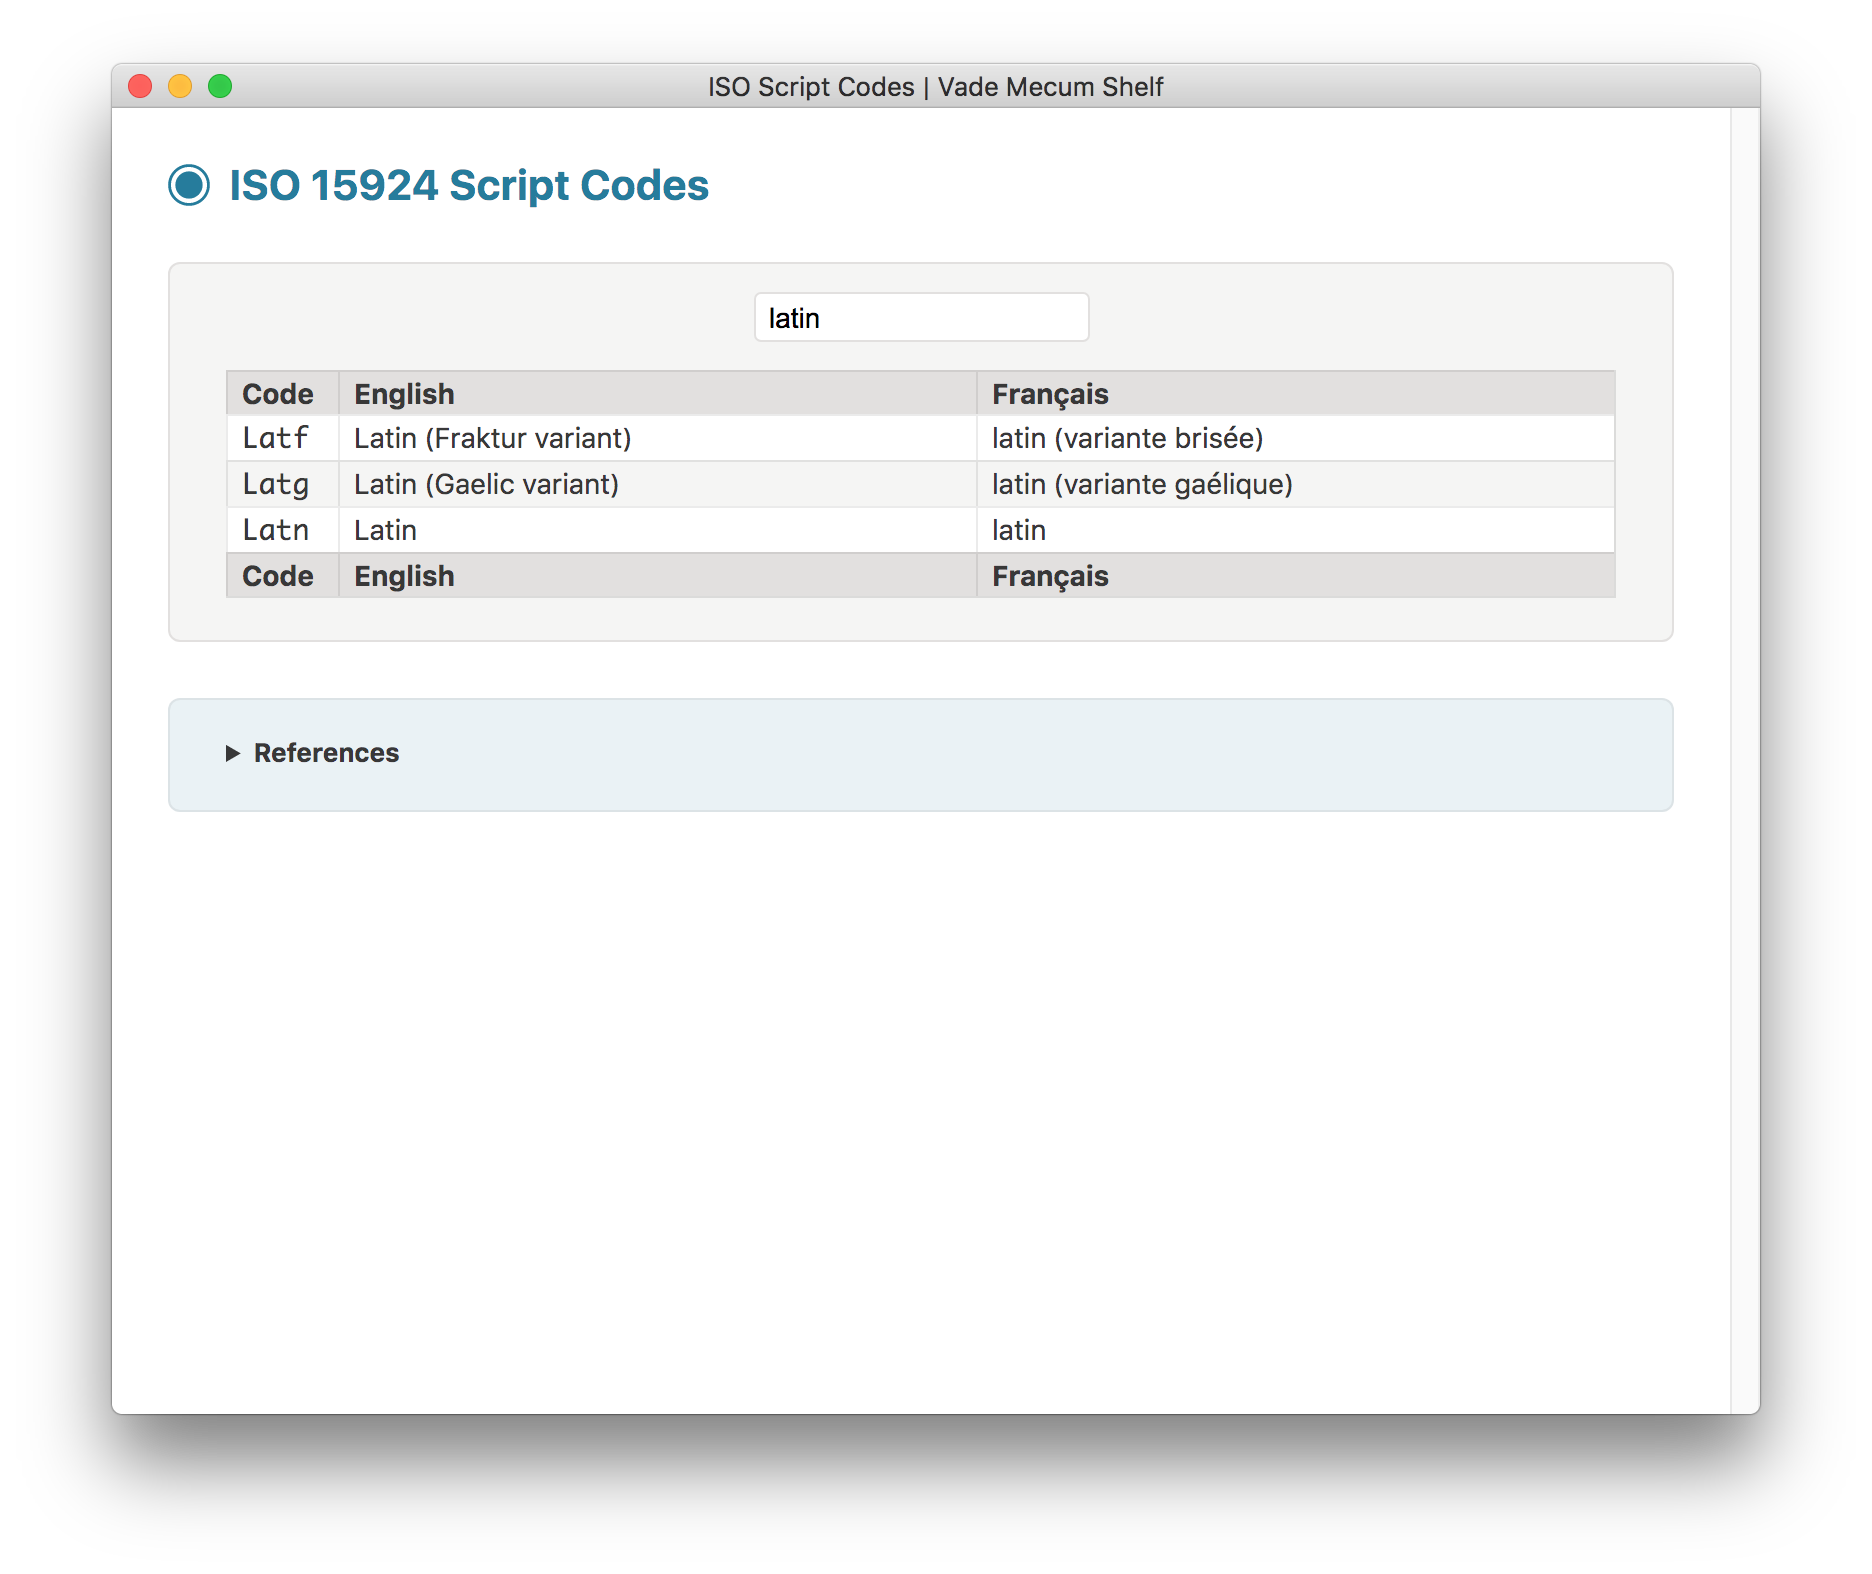 ISO Script Codes | Vade Mecum Shelf
ISO 15924 Script Codes
latin
Code English Français
Latf Latin (Fraktur variant) latin (variante brisée)
Latg Latin (Gaelic variant) latin (variante gaélique)
Latn Latin latin
Code English Français
References